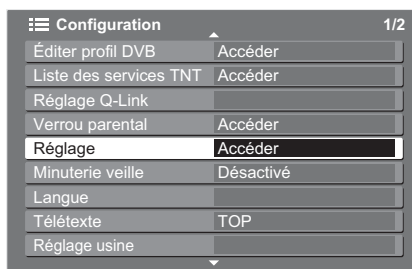 Configuration 1/2
Éditer profil DVB Accéder
Liste des services TNT Accéder
Réglage Q-Link
Verrou parental Accéder
Réglage Accéder
Minuterie veille Désactivé
Langue
Télétexte TOP
Réglage usine